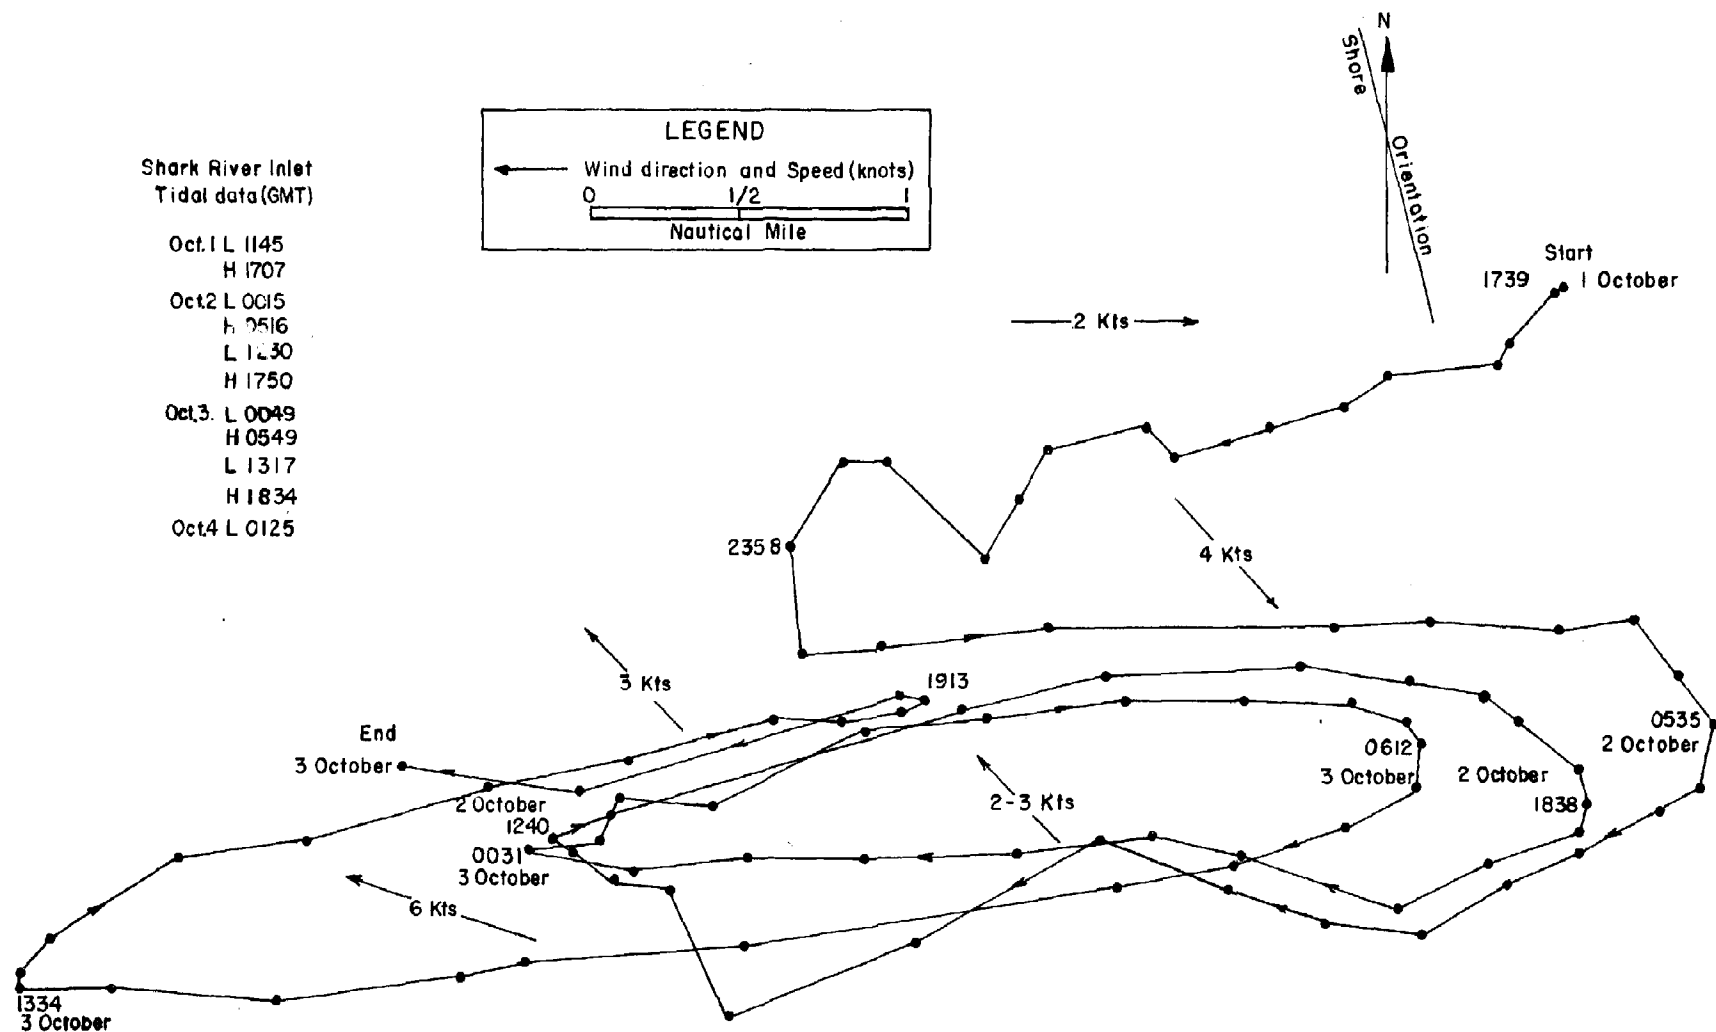 N
Shore
Orientation
LEGEND
Wind direction and Speed (knots)
0 1/2 1
Nautical Mile
Shark River Inlet
Tidal data (GMT)
Oct. 1 L 1145
H 1707
Oct. 2 L 0015
H 0516
L 1230
H 1750
Oct. 3. L 0049
H 0549
L 1317
H 1834
Oct. 4 L 0125
Start
1739 1 October
2 Kts
2358
4 Kts
3 Kts
1913
End
3 October
0535
2 October
0612
3 October
2 October
1838
2 October
1240
0031
3 October
2-3 Kts
6 Kts
1334
3 October